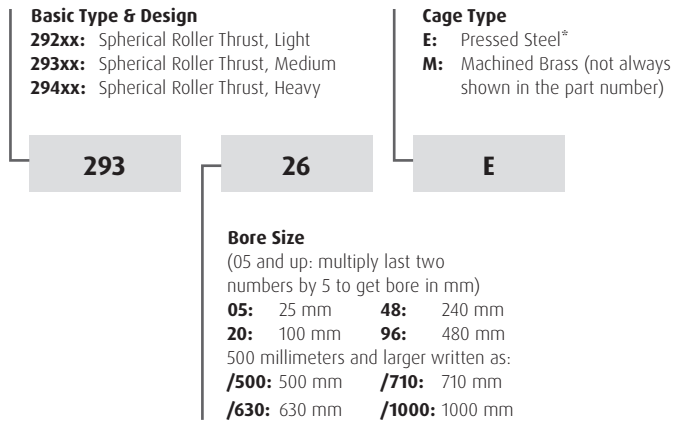 Basic Type & Design
292xx: Spherical Roller Thrust, Light
293xx: Spherical Roller Thrust, Medium
294xx: Spherical Roller Thrust, Heavy
Cage Type
E: Pressed Steel*
M: Machined Brass (not always
shown in the part number)
293 26 E
Bore Size
(05 and up: multiply last two
numbers by 5 to get bore in mm)
05: 25 mm 48: 240 mm
20: 100 mm 96: 480 mm
500 millimeters and larger written as:
/500: 500 mm /710: 710 mm
/630: 630 mm /1000: 1000 mm